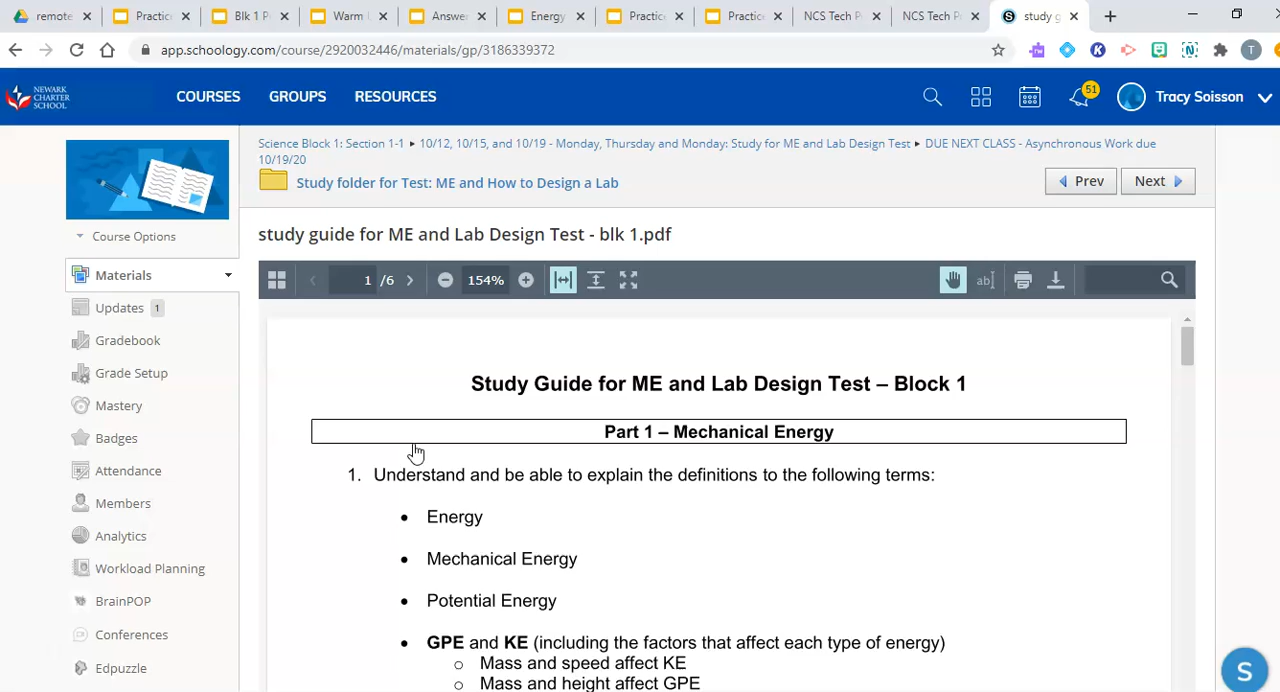 remote
Practic
Blk 1 P
Warm
Answe
Energy
Practic
Practic
NCS Tech P
NCS Tech P
study g
app.schoology.com/course/2920032446/materials/gp/3186339372
T
NEWARK
CHARTER
SCHOOL
COURSES
GROUPS
RESOURCES
51
Tracy Soisson
Science Block 1: Section 1-1 ▸ 10/12, 10/15, and 10/19 - Monday, Thursday and Monday: Study for ME and Lab Design Test ▸ DUE NEXT CLASS - Asynchronous Work due
10/19/20
Study folder for Test: ME and How to Design a Lab
Prev
Next
Course Options
Materials
Updates 1
Gradebook
Grade Setup
Mastery
Badges
Attendance
Members
Analytics
Workload Planning
BrainPOP
Conferences
Edpuzzle
study guide for ME and Lab Design Test - blk 1.pdf
1 /6
154%
ab
Study Guide for ME and Lab Design Test – Block 1
Part 1 – Mechanical Energy
1. Understand and be able to explain the definitions to the following terms:
• Energy
• Mechanical Energy
• Potential Energy
• GPE and KE (including the factors that affect each type of energy)
o Mass and speed affect KE
o Mass and height affect GPE
S